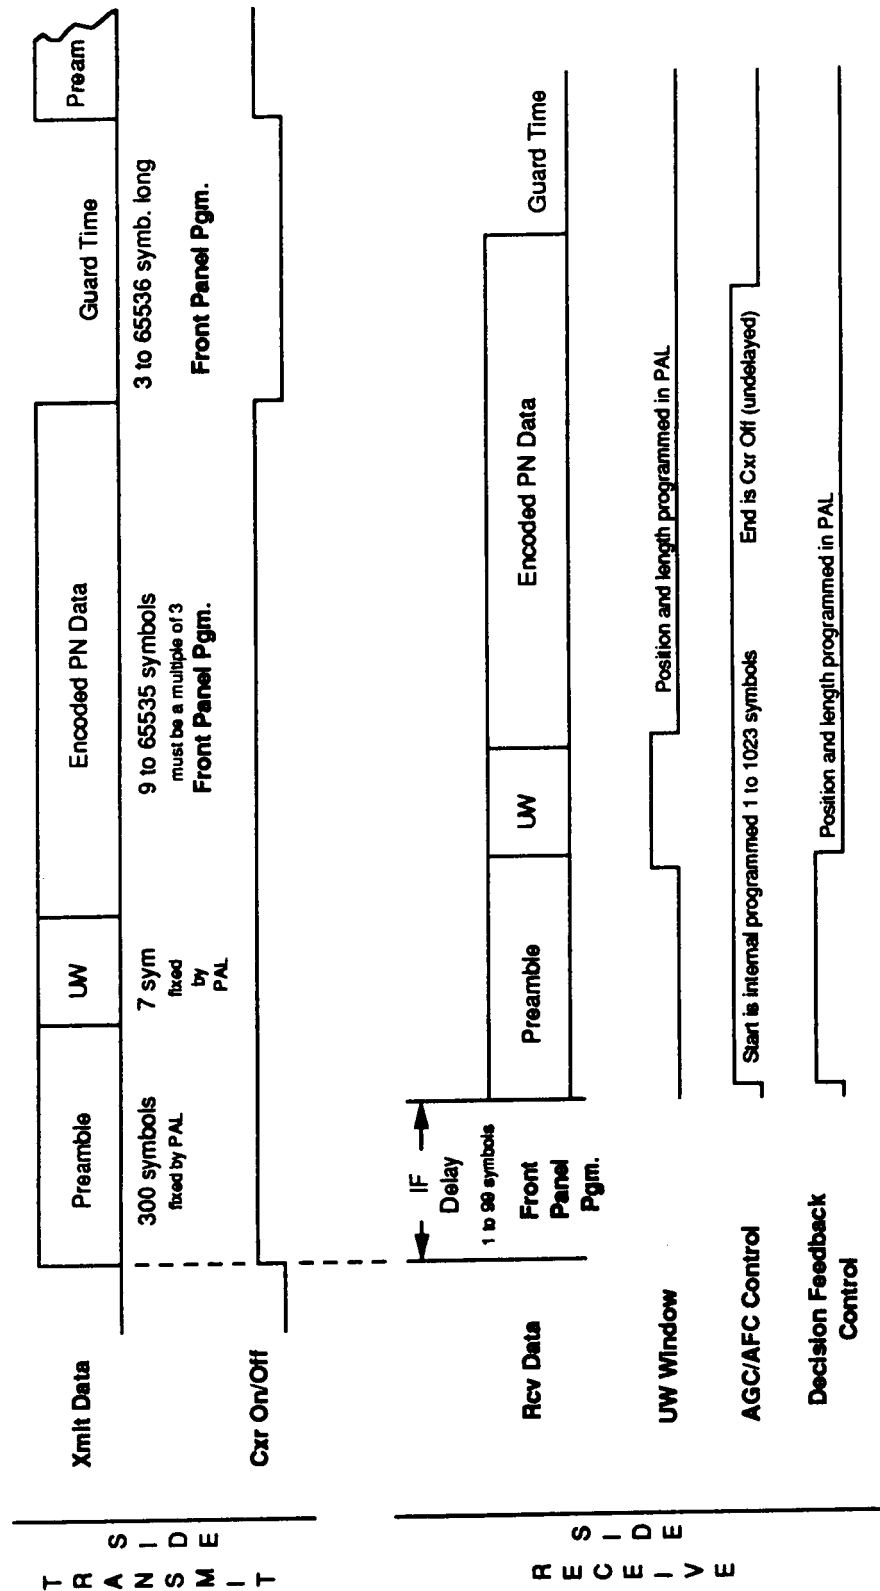 TRANSMIT
SIDE
Xmit Data
Preamble
UW
Encoded PN Data
Guard Time
Pream
300 symbols
fixed by PAL
7 sym
fixed
by
PAL
9 to 65535 symbols
must be a multiple of 3
Front Panel Pgm.
3 to 65536 symb. long
Front Panel Pgm.
Cxr On/Off
RECEIVE
SIDE
IF
Delay
1 to 99 symbols
Front
Panel
Pgm.
Rcv Data
Preamble
UW
Encoded PN Data
Guard Time
UW Window
Position and length programmed in PAL
AGC/AFC Control
Start is internal programmed 1 to 1023 symbols
End is Cxr Off (undelayed)
Decision Feedback
Control
Position and length programmed in PAL